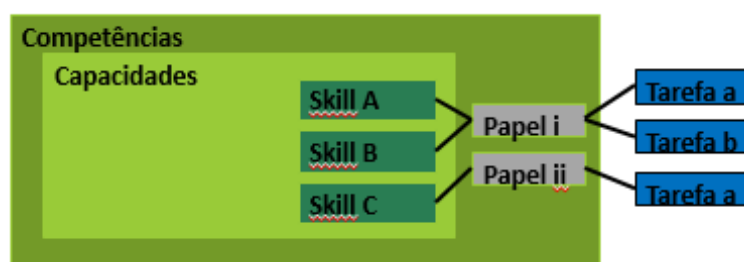 Competências
Capacidades
Skill A
Skill B
Skill C
Papel i
Papel ii
Tarefa a
Tarefa b
Tarefa a